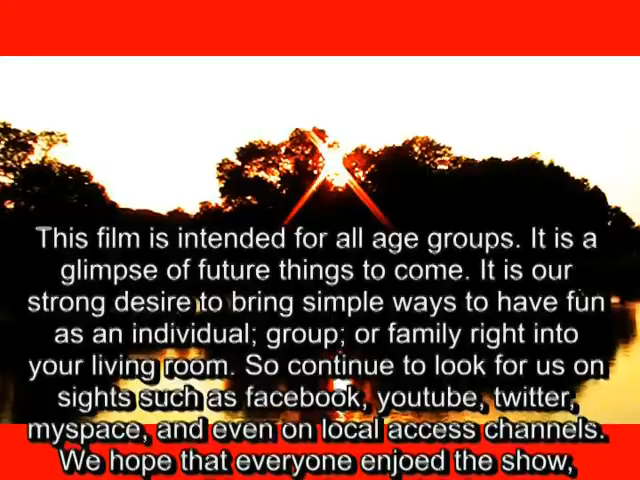 This film is intended for all age groups. It is a
glimpse of future things to come. It is our
strong desire to bring simple ways to have fun
as an individual; group; or family right into
your living room. So continue to look for us on
sights such as facebook, youtube, twitter,
myspace, and even on local access channels.
We hope that everyone enjoed the show,